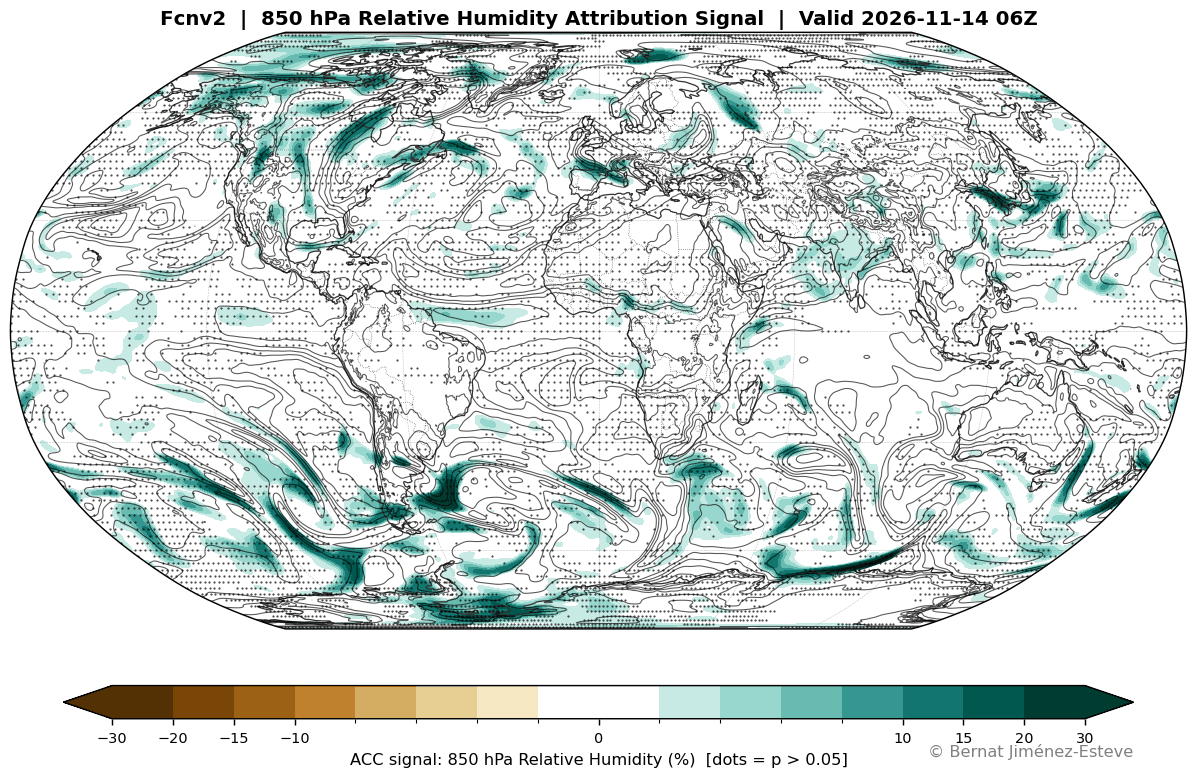 Fcnv2 | 850 hPa Relative Humidity Attribution Signal | Valid 2026-11-14 06Z
−30 −20 −15 −10 0 10 15 20 30
ACC signal: 850 hPa Relative Humidity (%) [dots = p > 0.05]
© Bernat Jiménez-Esteve